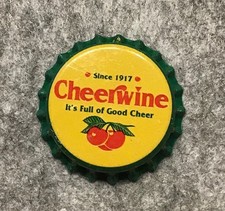 Since 1917
Cheerwine
It's Full of Good Cheer